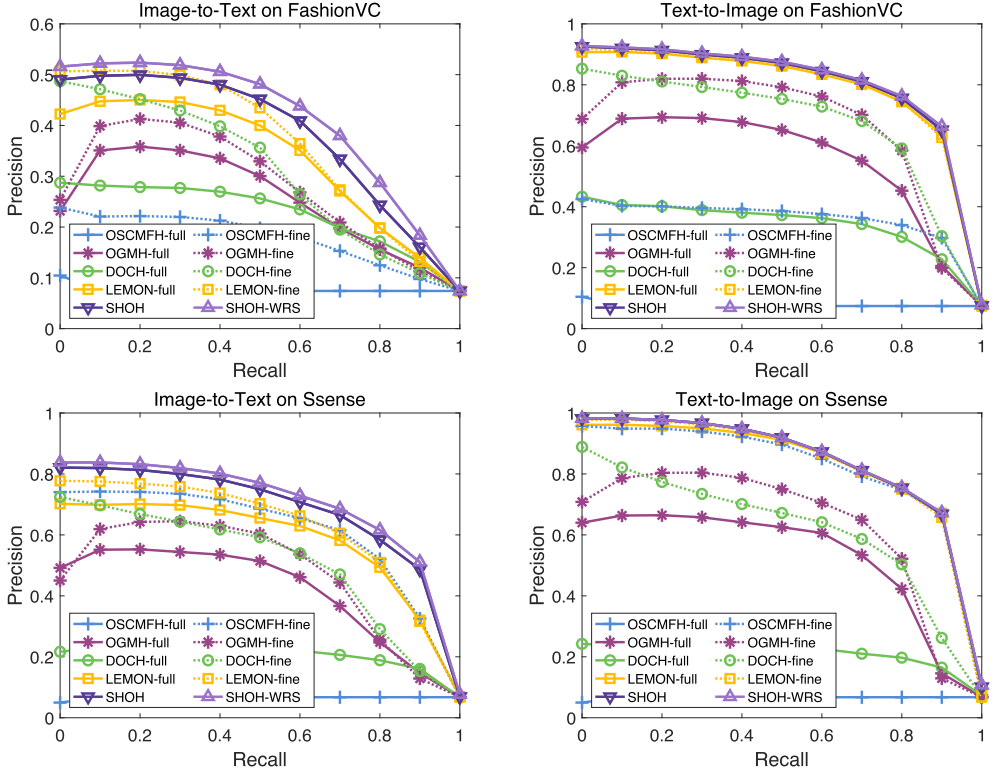 Image-to-Text on FashionVC
0.6
0.5
0.4
0.3
0.2
0.1
0
Precision
OSCMFH-full OSCMFH-fine
OGMH-full OGMH-fine
DOCH-full DOCH-fine
LEMON-full LEMON-fine
SHOH SHOH-WRS
0 0.2 0.4 0.6 0.8 1
Recall
Text-to-Image on FashionVC
1
0.8
0.6
0.4
0.2
0
Precision
OSCMFH-full OSCMFH-fine
OGMH-full OGMH-fine
DOCH-full DOCH-fine
LEMON-full LEMON-fine
SHOH SHOH-WRS
0 0.2 0.4 0.6 0.8 1
Recall
Image-to-Text on Ssense
1
0.8
0.6
0.4
0.2
0
Precision
OSCMFH-full OSCMFH-fine
OGMH-full OGMH-fine
DOCH-full DOCH-fine
LEMON-full LEMON-fine
SHOH SHOH-WRS
0 0.2 0.4 0.6 0.8 1
Recall
Text-to-Image on Ssense
1
0.8
0.6
0.4
0.2
0
Precision
OSCMFH-full OSCMFH-fine
OGMH-full OGMH-fine
DOCH-full DOCH-fine
LEMON-full LEMON-fine
SHOH SHOH-WRS
0 0.2 0.4 0.6 0.8 1
Recall